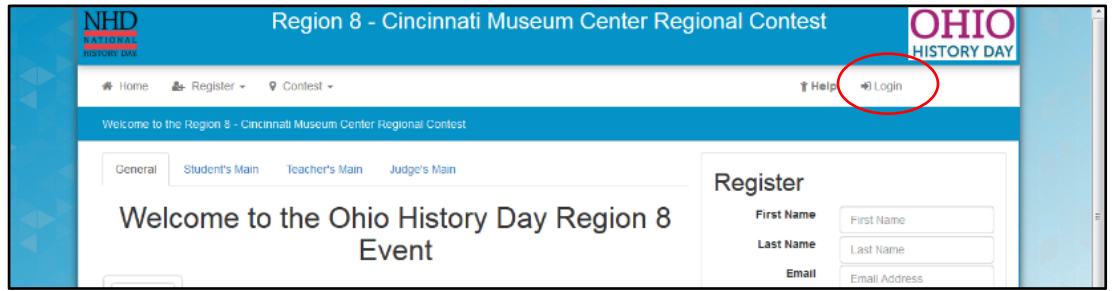 NHD
NATIONAL
HISTORY DAY
Region 8 - Cincinnati Museum Center Regional Contest
OHIO
HISTORY DAY
Home Register Contest Help Login
Welcome to the Region 8 - Cincinnati Museum Center Regional Contest
General Student's Main Teacher's Main Judge's Main
Welcome to the Ohio History Day Region 8
Event
Register
First Name First Name
Last Name Last Name
Email Email Address